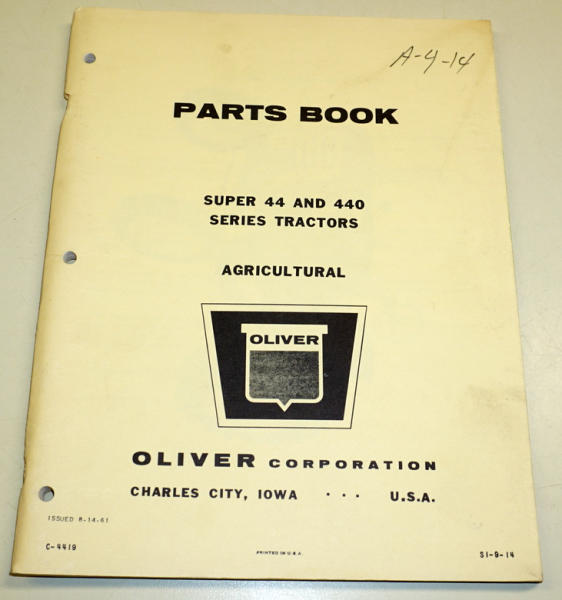 A-4-14
PARTS BOOK
SUPER 44 AND 440
SERIES TRACTORS
AGRICULTURAL
OLIVER
OLIVER CORPORATION
CHARLES CITY, IOWA ··· U.S.A.
ISSUED 8-14-61
C-4419 PRINTED IN U.S.A. S1-9-14